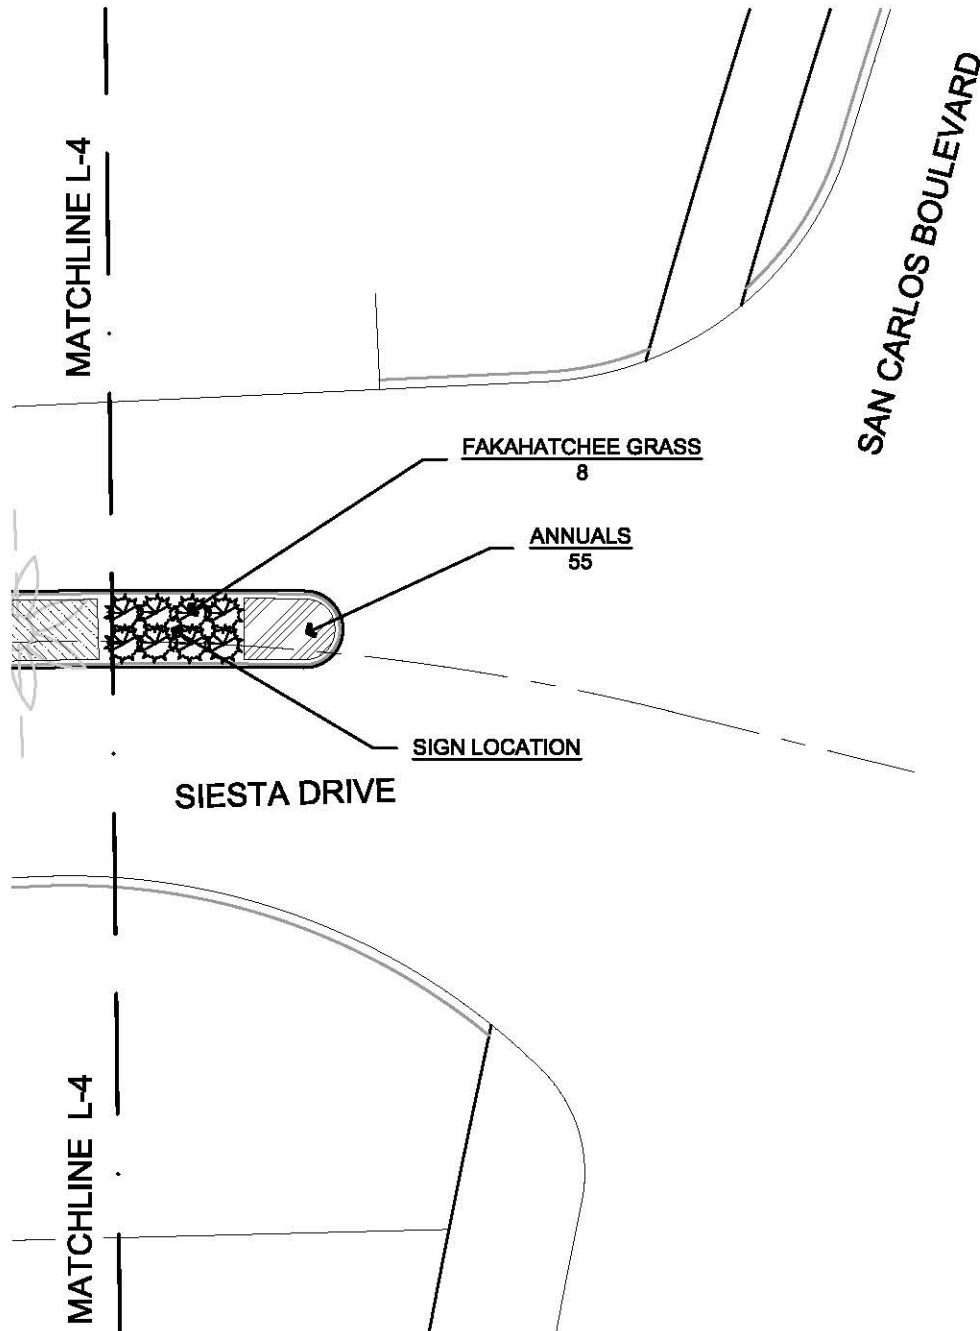 MATCHLINE L-4
SAN CARLOS BOULEVARD
FAKAHATCHEE GRASS
8
ANNUALS
55
SIGN LOCATION
SIESTA DRIVE
MATCHLINE L-4